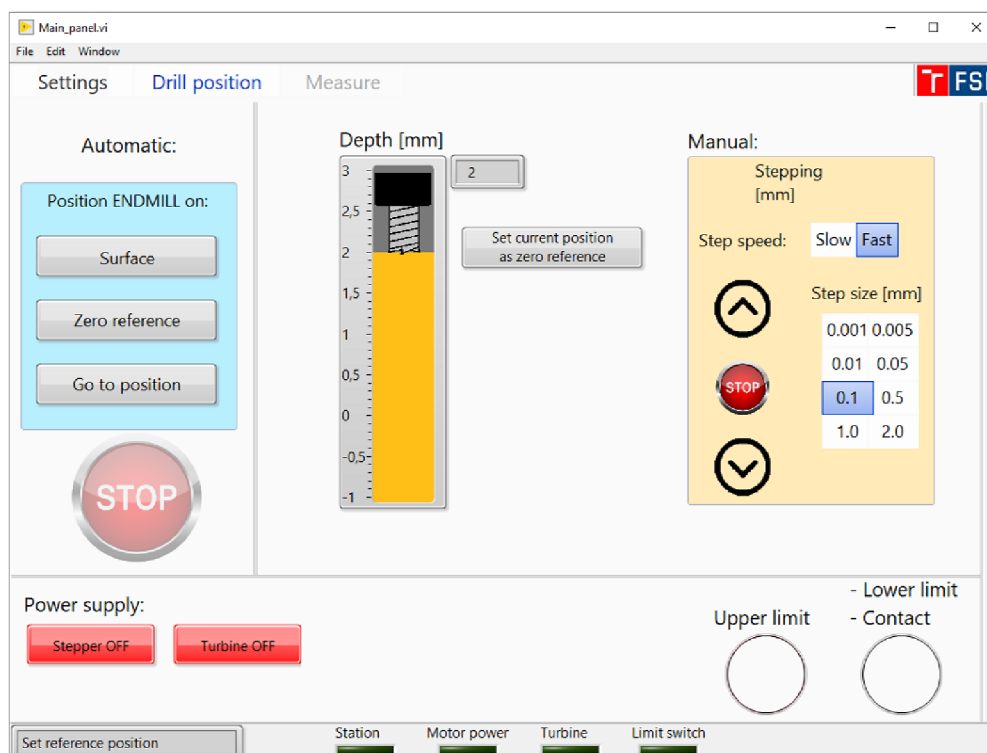 Main_panel.vi
File Edit Window
Settings Drill position Measure
FS
Automatic:
Position ENDMILL on:
Surface
Zero reference
Go to position
STOP
Depth [mm]
2
3
2,5
2
1,5
1
0,5
0
-0,5
-1
Set current position
as zero reference
Manual:
Stepping
[mm]
Step speed: Slow Fast
Step size [mm]
0.001 0.005
0.01 0.05
0.1 0.5
1.0 2.0
STOP
Power supply:
Stepper OFF Turbine OFF
Upper limit
- Lower limit
- Contact
Set reference position
Station Motor power Turbine Limit switch